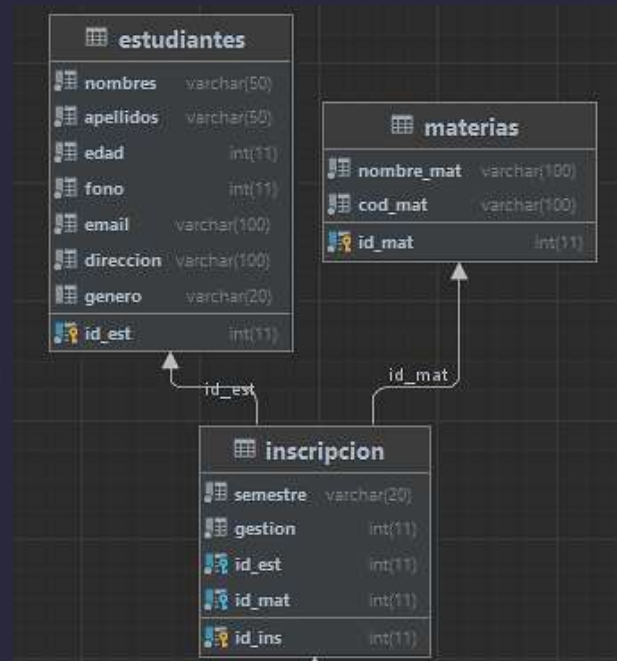 estudiantes
nombres varchar(50)
apellidos varchar(50)
edad int(11)
fono int(11)
email varchar(100)
direccion varchar(100)
genero varchar(20)
id_est int(11)
materias
nombre_mat varchar(100)
cod_mat varchar(100)
id_mat int(11)
id_est
id_mat
inscripcion
semestre varchar(20)
gestion int(11)
id_est int(11)
id_mat int(11)
id_ins int(11)